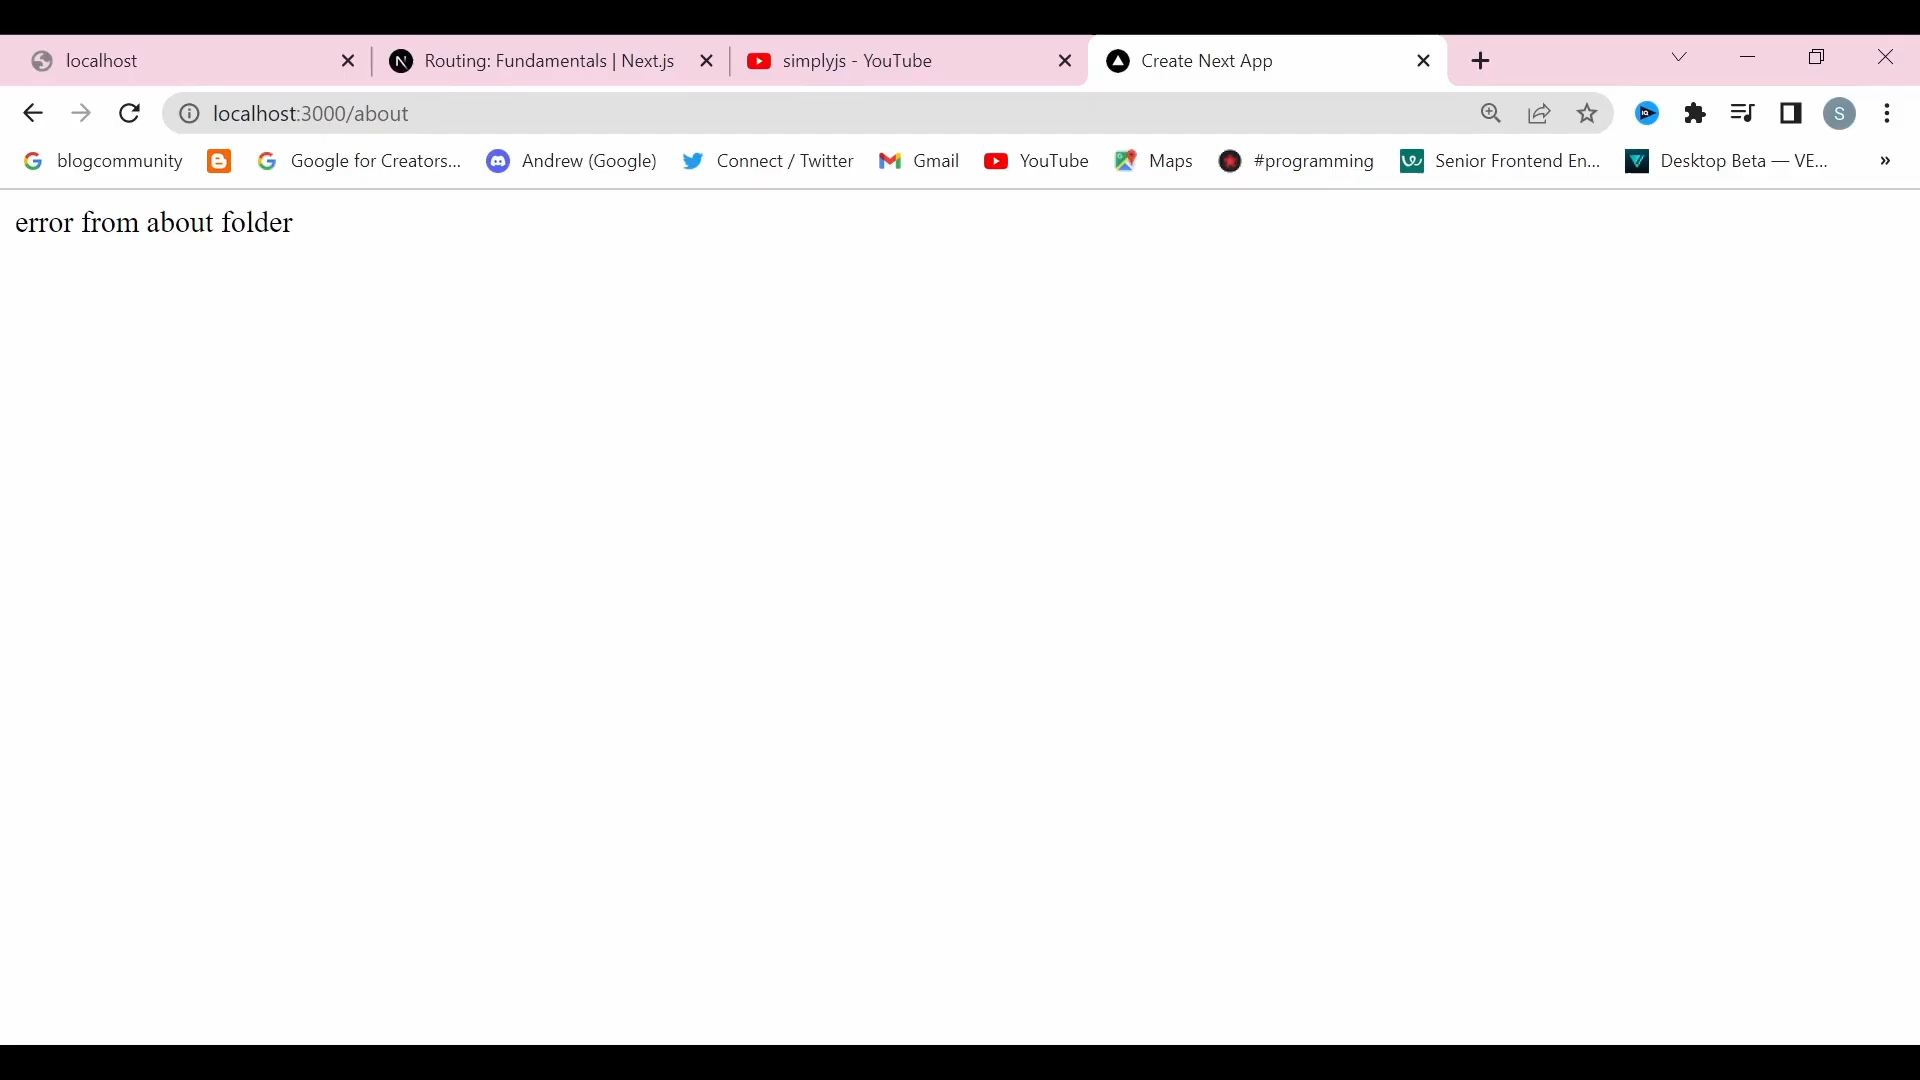 localhost
Routing: Fundamentals | Next.js
simplyjs - YouTube
Create Next App
localhost:3000/about
S
blogcommunity
Google for Creators...
Andrew (Google)
Connect / Twitter
Gmail
YouTube
Maps
#programming
Senior Frontend En...
Desktop Beta — VE...
»
error from about folder